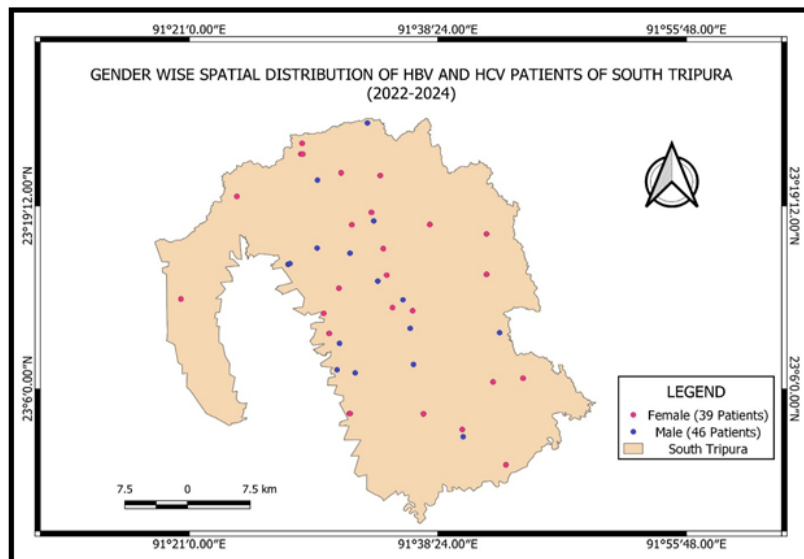 91°21′0.00″E 91°38′24.00″E 91°55′48.00″E
GENDER WISE SPATIAL DISTRIBUTION OF HBV AND HCV PATIENTS OF SOUTH TRIPURA
(2022-2024)
23°19′12.00″N 23°19′12.00″N
23°6′0.00″N 23°6′0.00″N
LEGEND
Female (39 Patients)
Male (46 Patients)
South Tripura
7.5 0 7.5 km
91°21′0.00″E 91°38′24.00″E 91°55′48.00″E